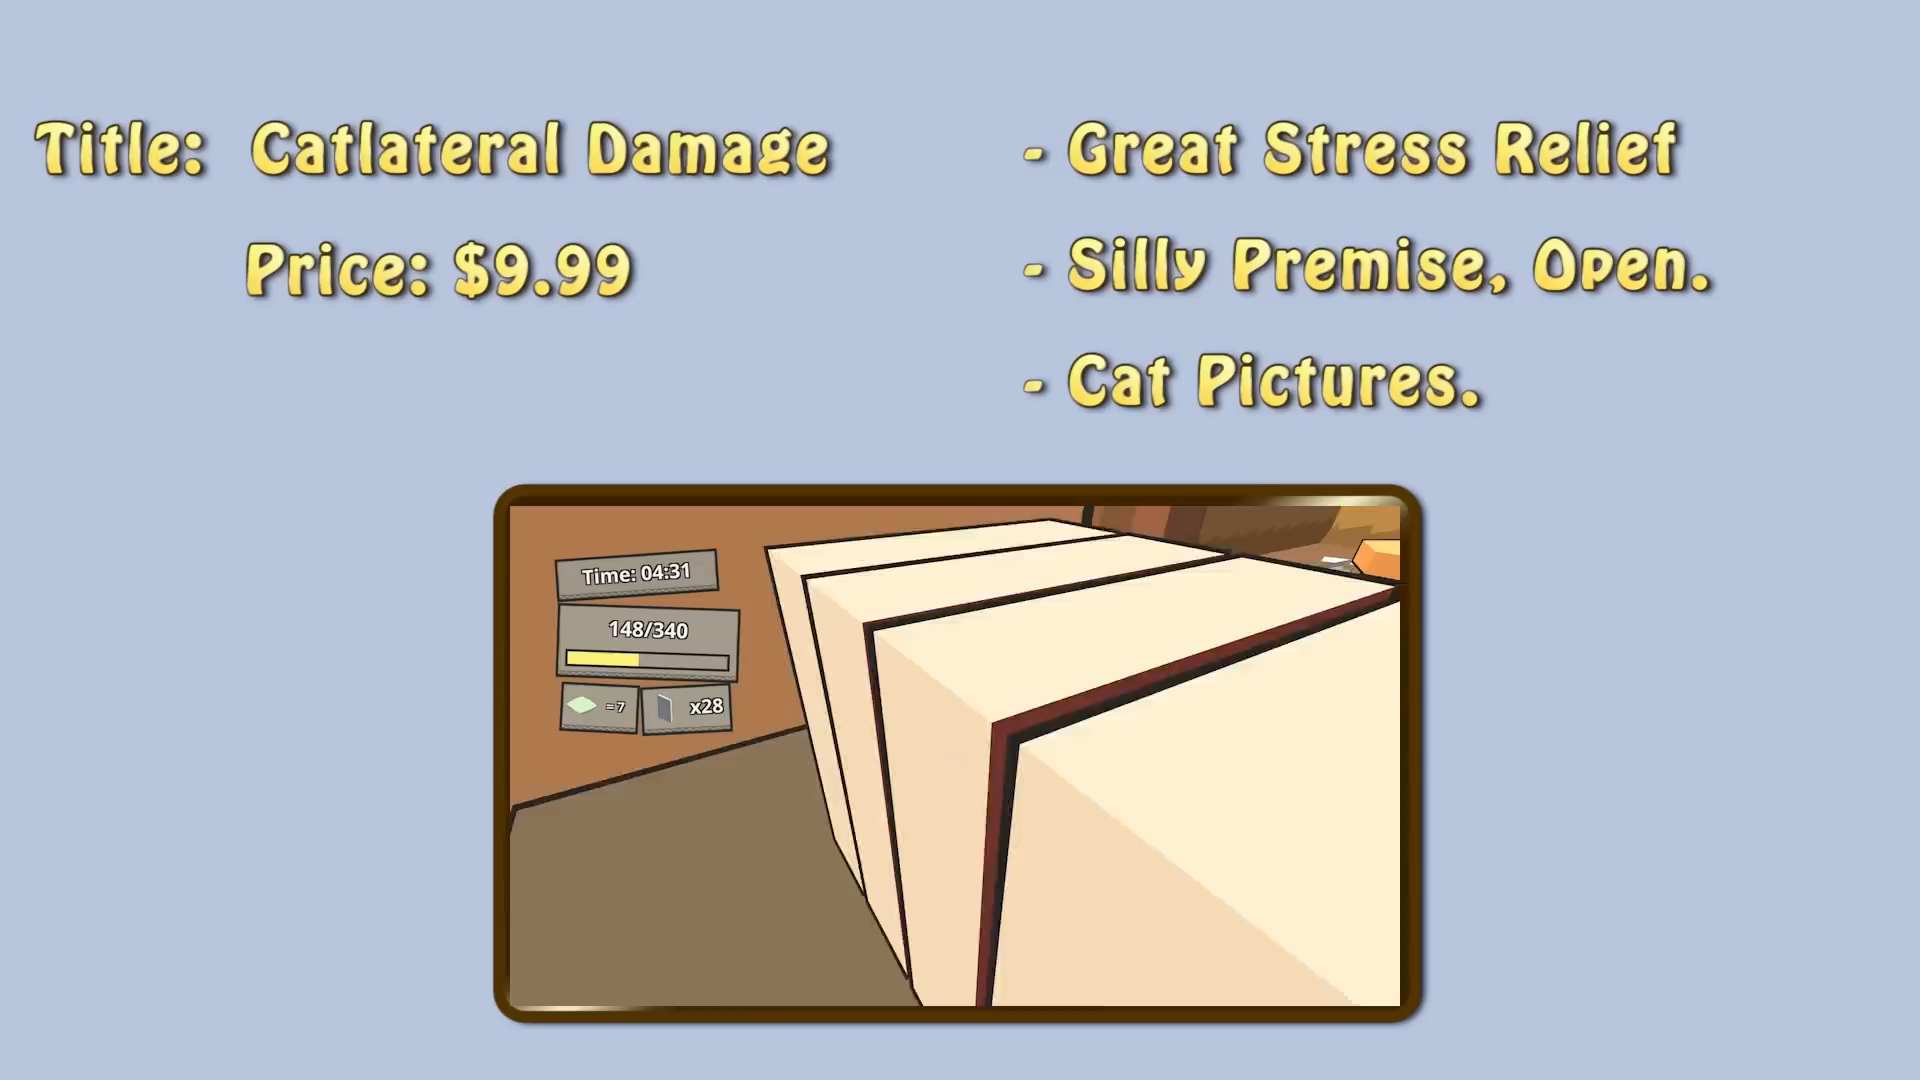 Title: Catlateral Damage
Price: $9.99
- Great Stress Relief
- Silly Premise, Open.
- Cat Pictures.
Time: 04:31
148/340
=7
x28